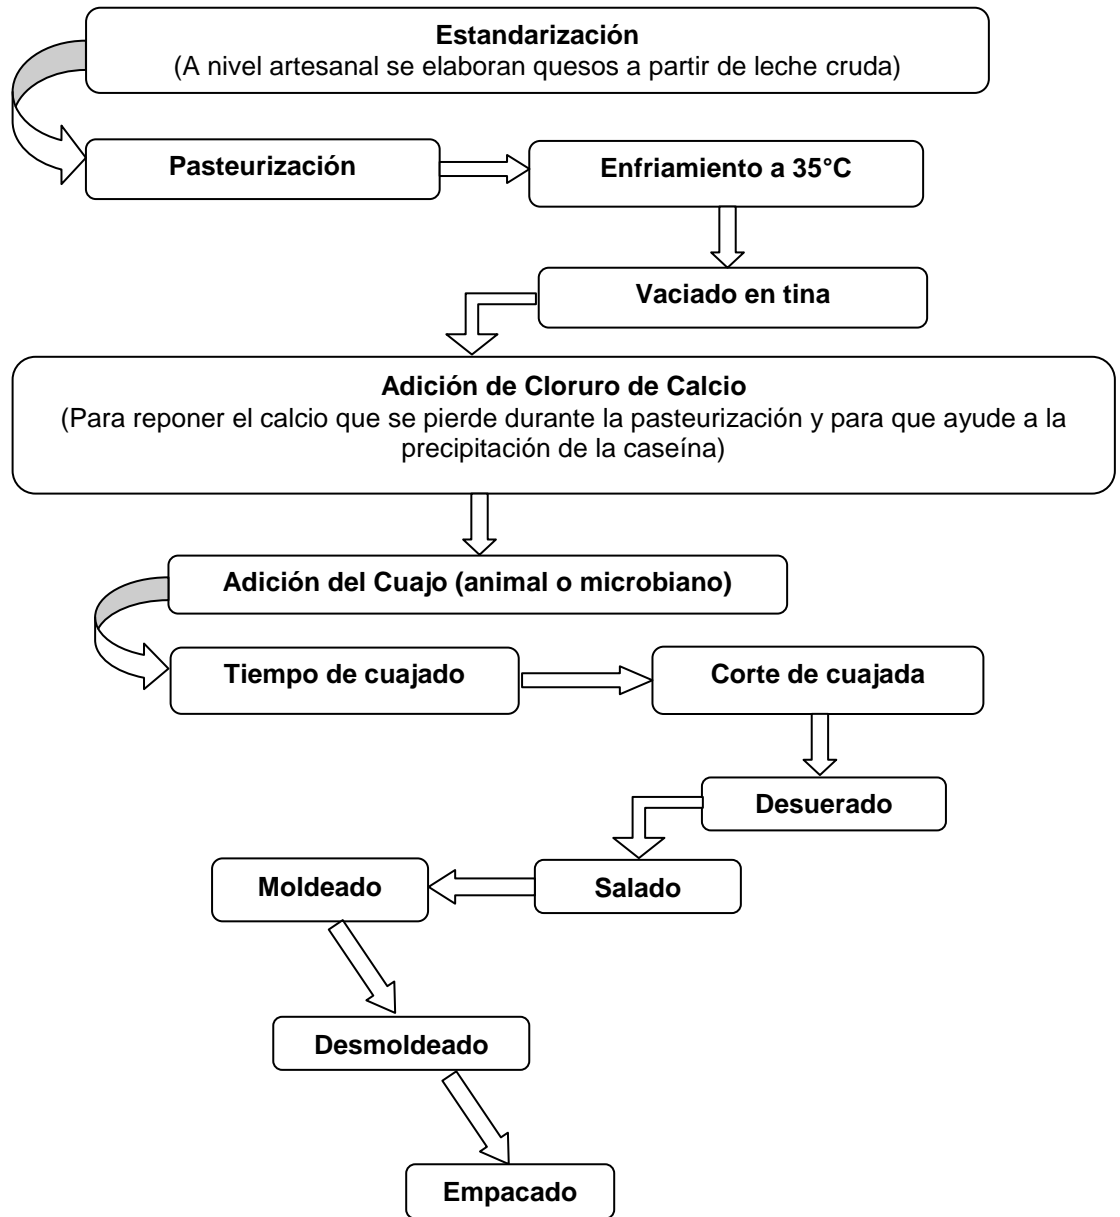 Estandarización
(A nivel artesanal se elaboran quesos a partir de leche cruda)
Pasteurización
Enfriamiento a 35°C
Vaciado en tina
Adición de Cloruro de Calcio
(Para reponer el calcio que se pierde durante la pasteurización y para que ayude a la
precipitación de la caseína)
Adición del Cuajo (animal o microbiano)
Tiempo de cuajado
Corte de cuajada
Desuerado
Salado
Moldeado
Desmoldeado
Empacado